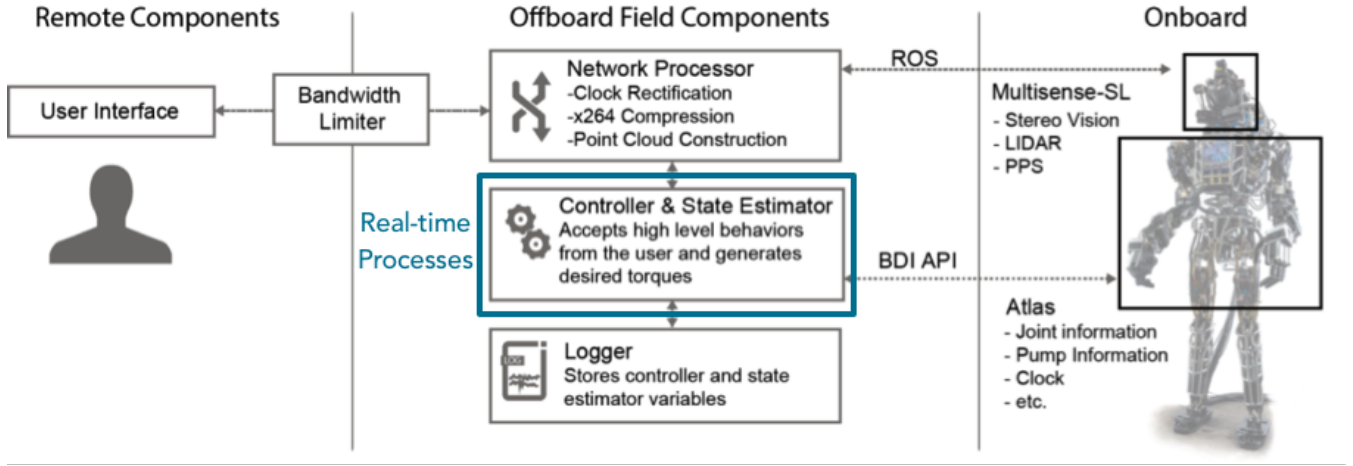 Remote Components
Offboard Field Components
Onboard
User Interface
Bandwidth
Limiter
Network Processor
-Clock Rectification
-x264 Compression
-Point Cloud Construction
ROS
Multisense-SL
- Stereo Vision
- LIDAR
- PPS
Real-time
Processes
Controller & State Estimator
Accepts high level behaviors
from the user and generates
desired torques
BDI API
Atlas
- Joint information
- Pump Information
- Clock
- etc.
LOG
Logger
Stores controller and state
estimator variables